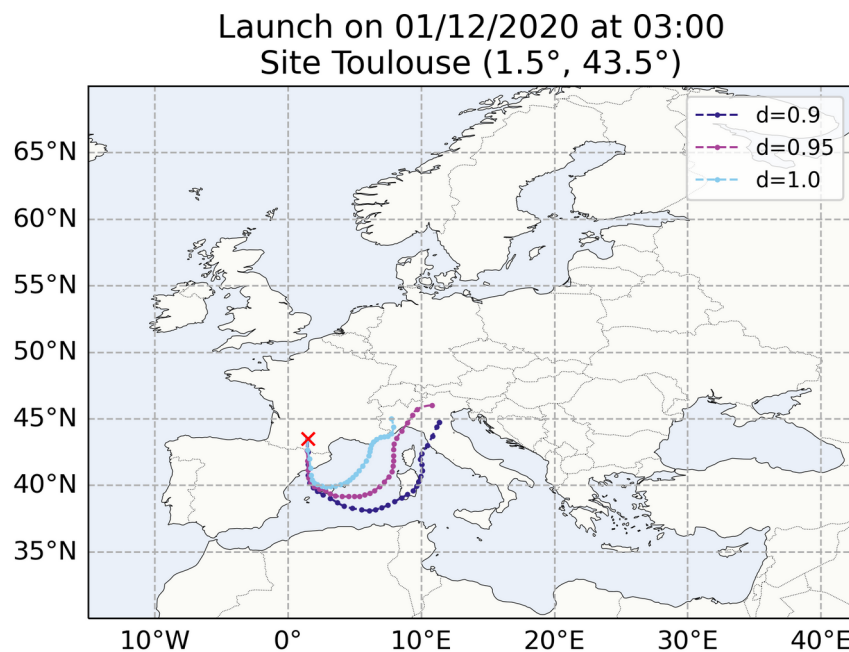 Launch on 01/12/2020 at 03:00
Site Toulouse (1.5°, 43.5°)
65°N
60°N
55°N
50°N
45°N
40°N
35°N
10°W
0°
10°E
20°E
30°E
40°E
d=0.9
d=0.95
d=1.0